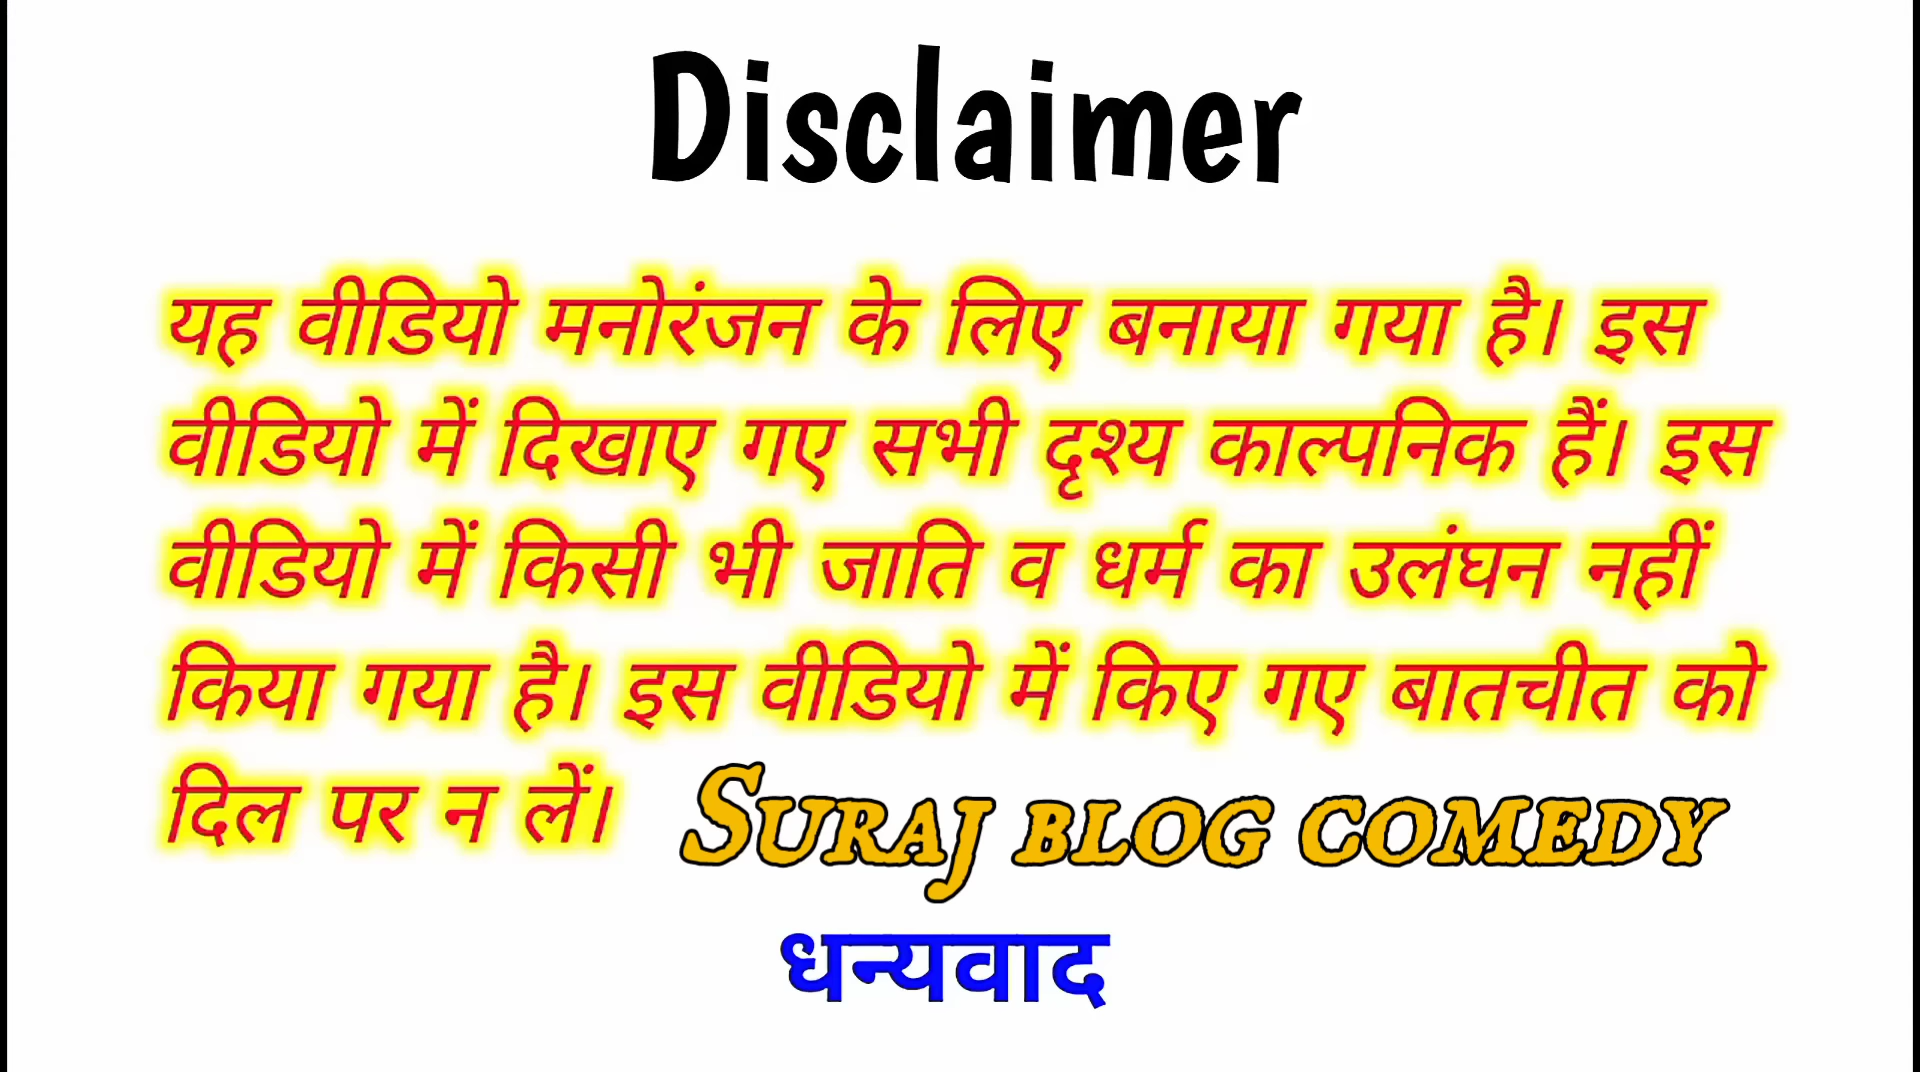 Disclaimer
यह वीडियो मनोरंजन के लिए बनाया गया है। इस
वीडियो में दिखाए गए सभी दृश्य काल्पनिक हैं। इस
वीडियो में किसी भी जाति व धर्म का उलंघन नहीं
किया गया है। इस वीडियो में किए गए बातचीत को
दिल पर न लें। SURAJ BLOG COMEDY
धन्यवाद